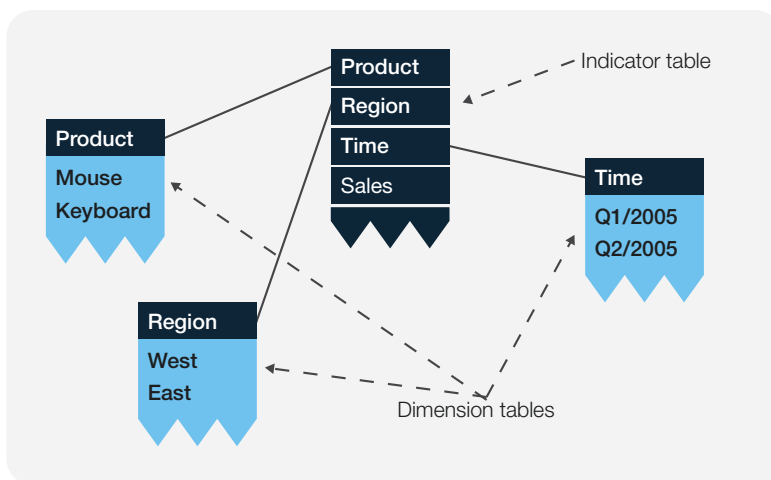 Product
Region
Time
Sales
Indicator table
Product
Mouse
Keyboard
Time
Q1/2005
Q2/2005
Region
West
East
Dimension tables